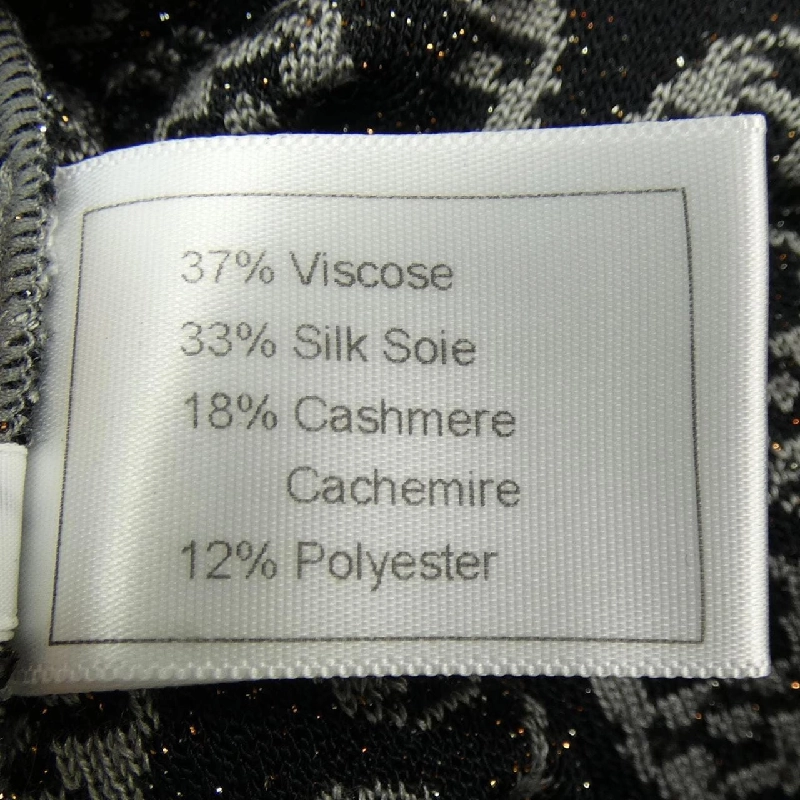 37% Viscose
33% Silk Soie
18% Cashmere
Cachemire
12% Polyester